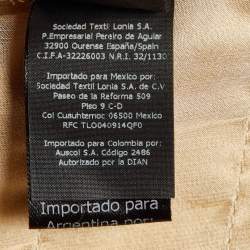 Sociedad Textil Lonia S.A.
P.Empresarial Pereiro de Aguiar
32900 Ourense España/Spain
C.I.F.A-32226003 N.R.I. 32/1130
Importado para Mexico por:
Sociedad Textil Lonia S.A. de C.V
Paseo de la Reforma 509
Piso 9 C-D
Col Cuauhtemoc 06500 Mexico
RFC TLO040914QF0
Importado para Colombia por:
Auscol S.A. Código 2486
Autorizado por la DIAN
Importado para
Argentina por: